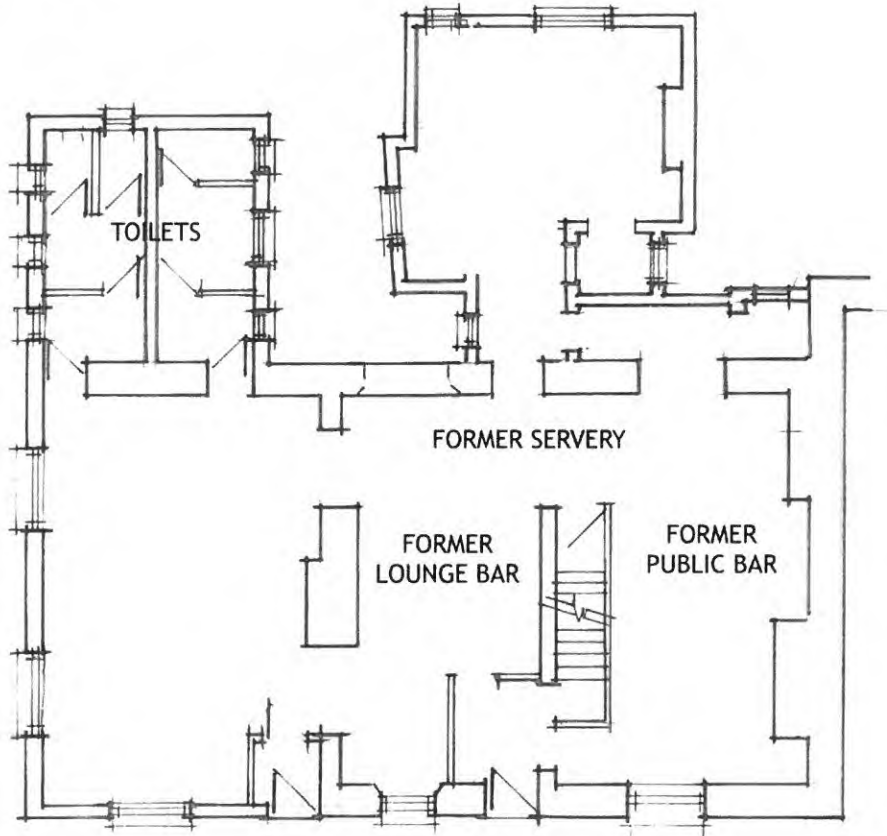 TOILETS
FORMER SERVERY
FORMER
LOUNGE BAR
FORMER
PUBLIC BAR